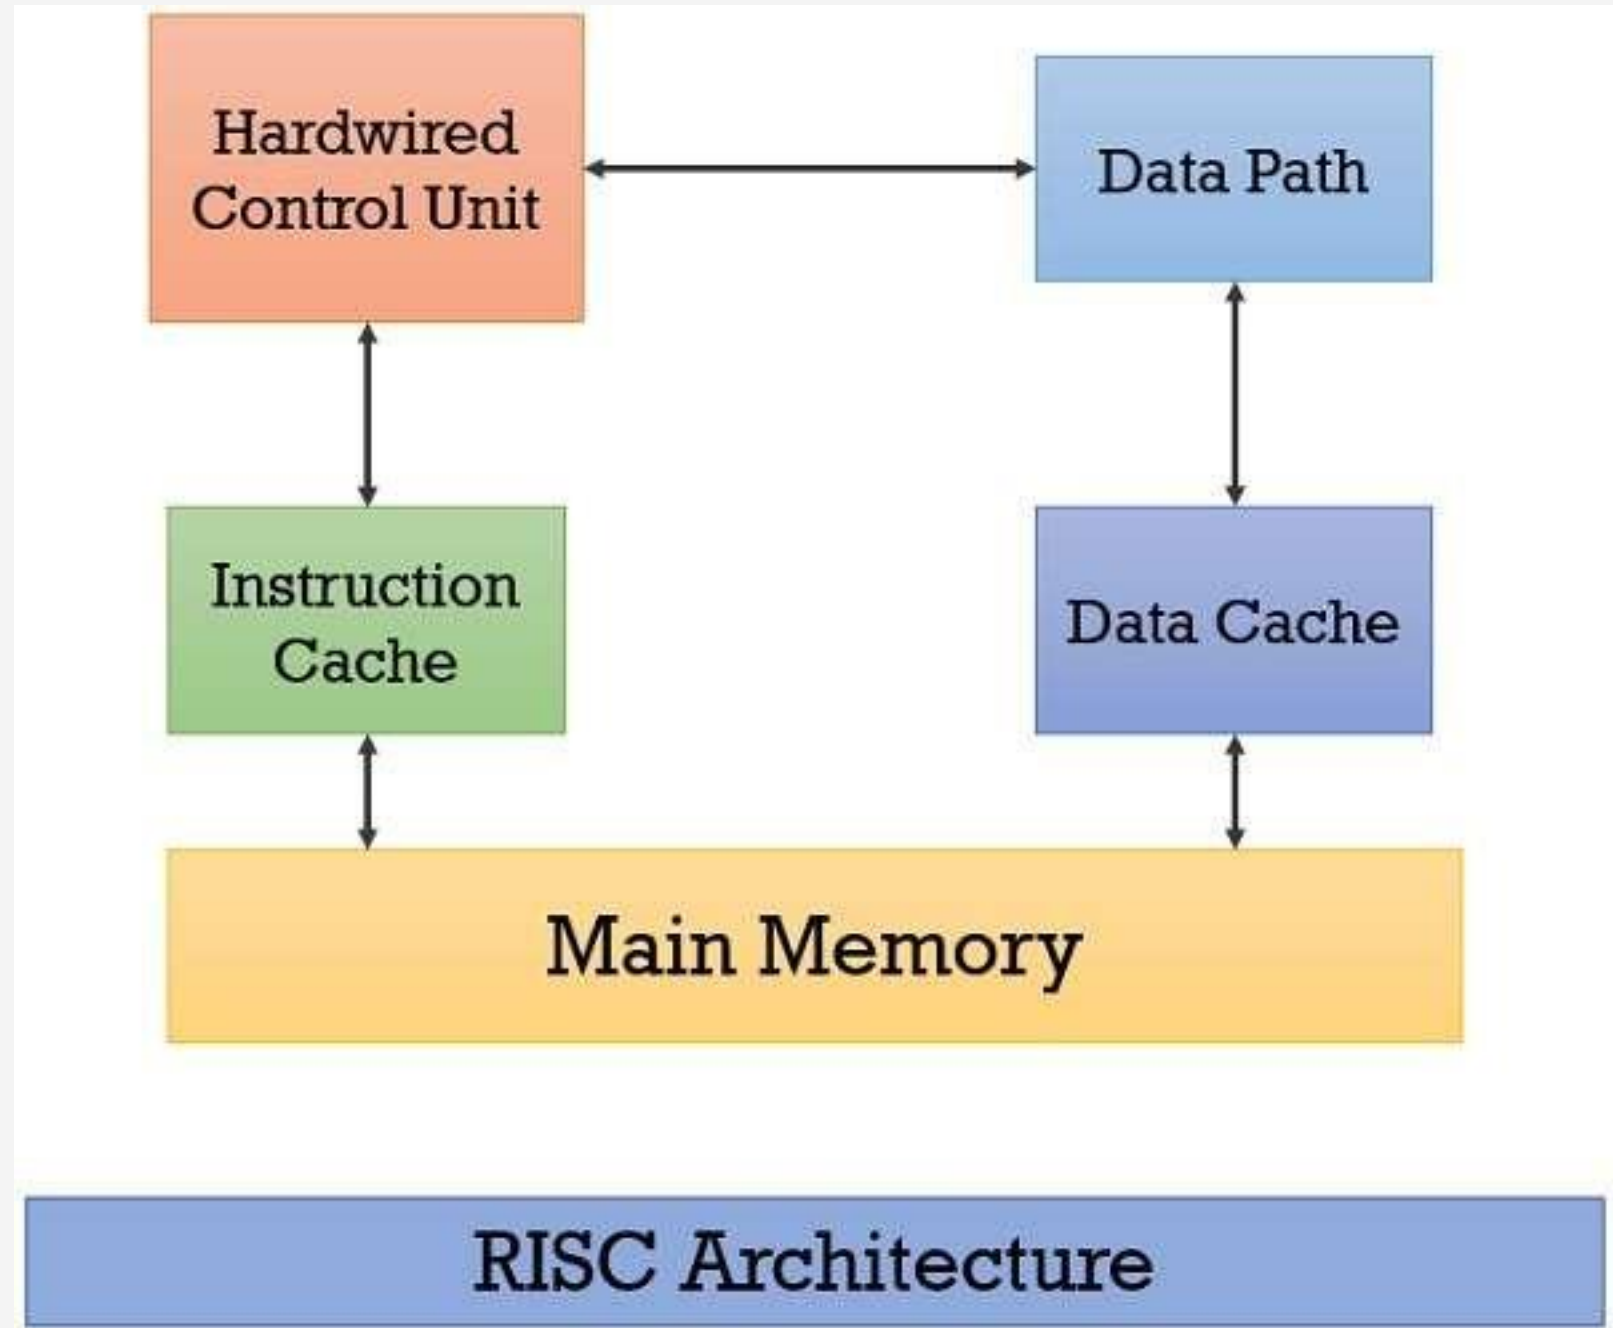 Hardwired
Control Unit
Data Path
Instruction
Cache
Data Cache
Main Memory
RISC Architecture